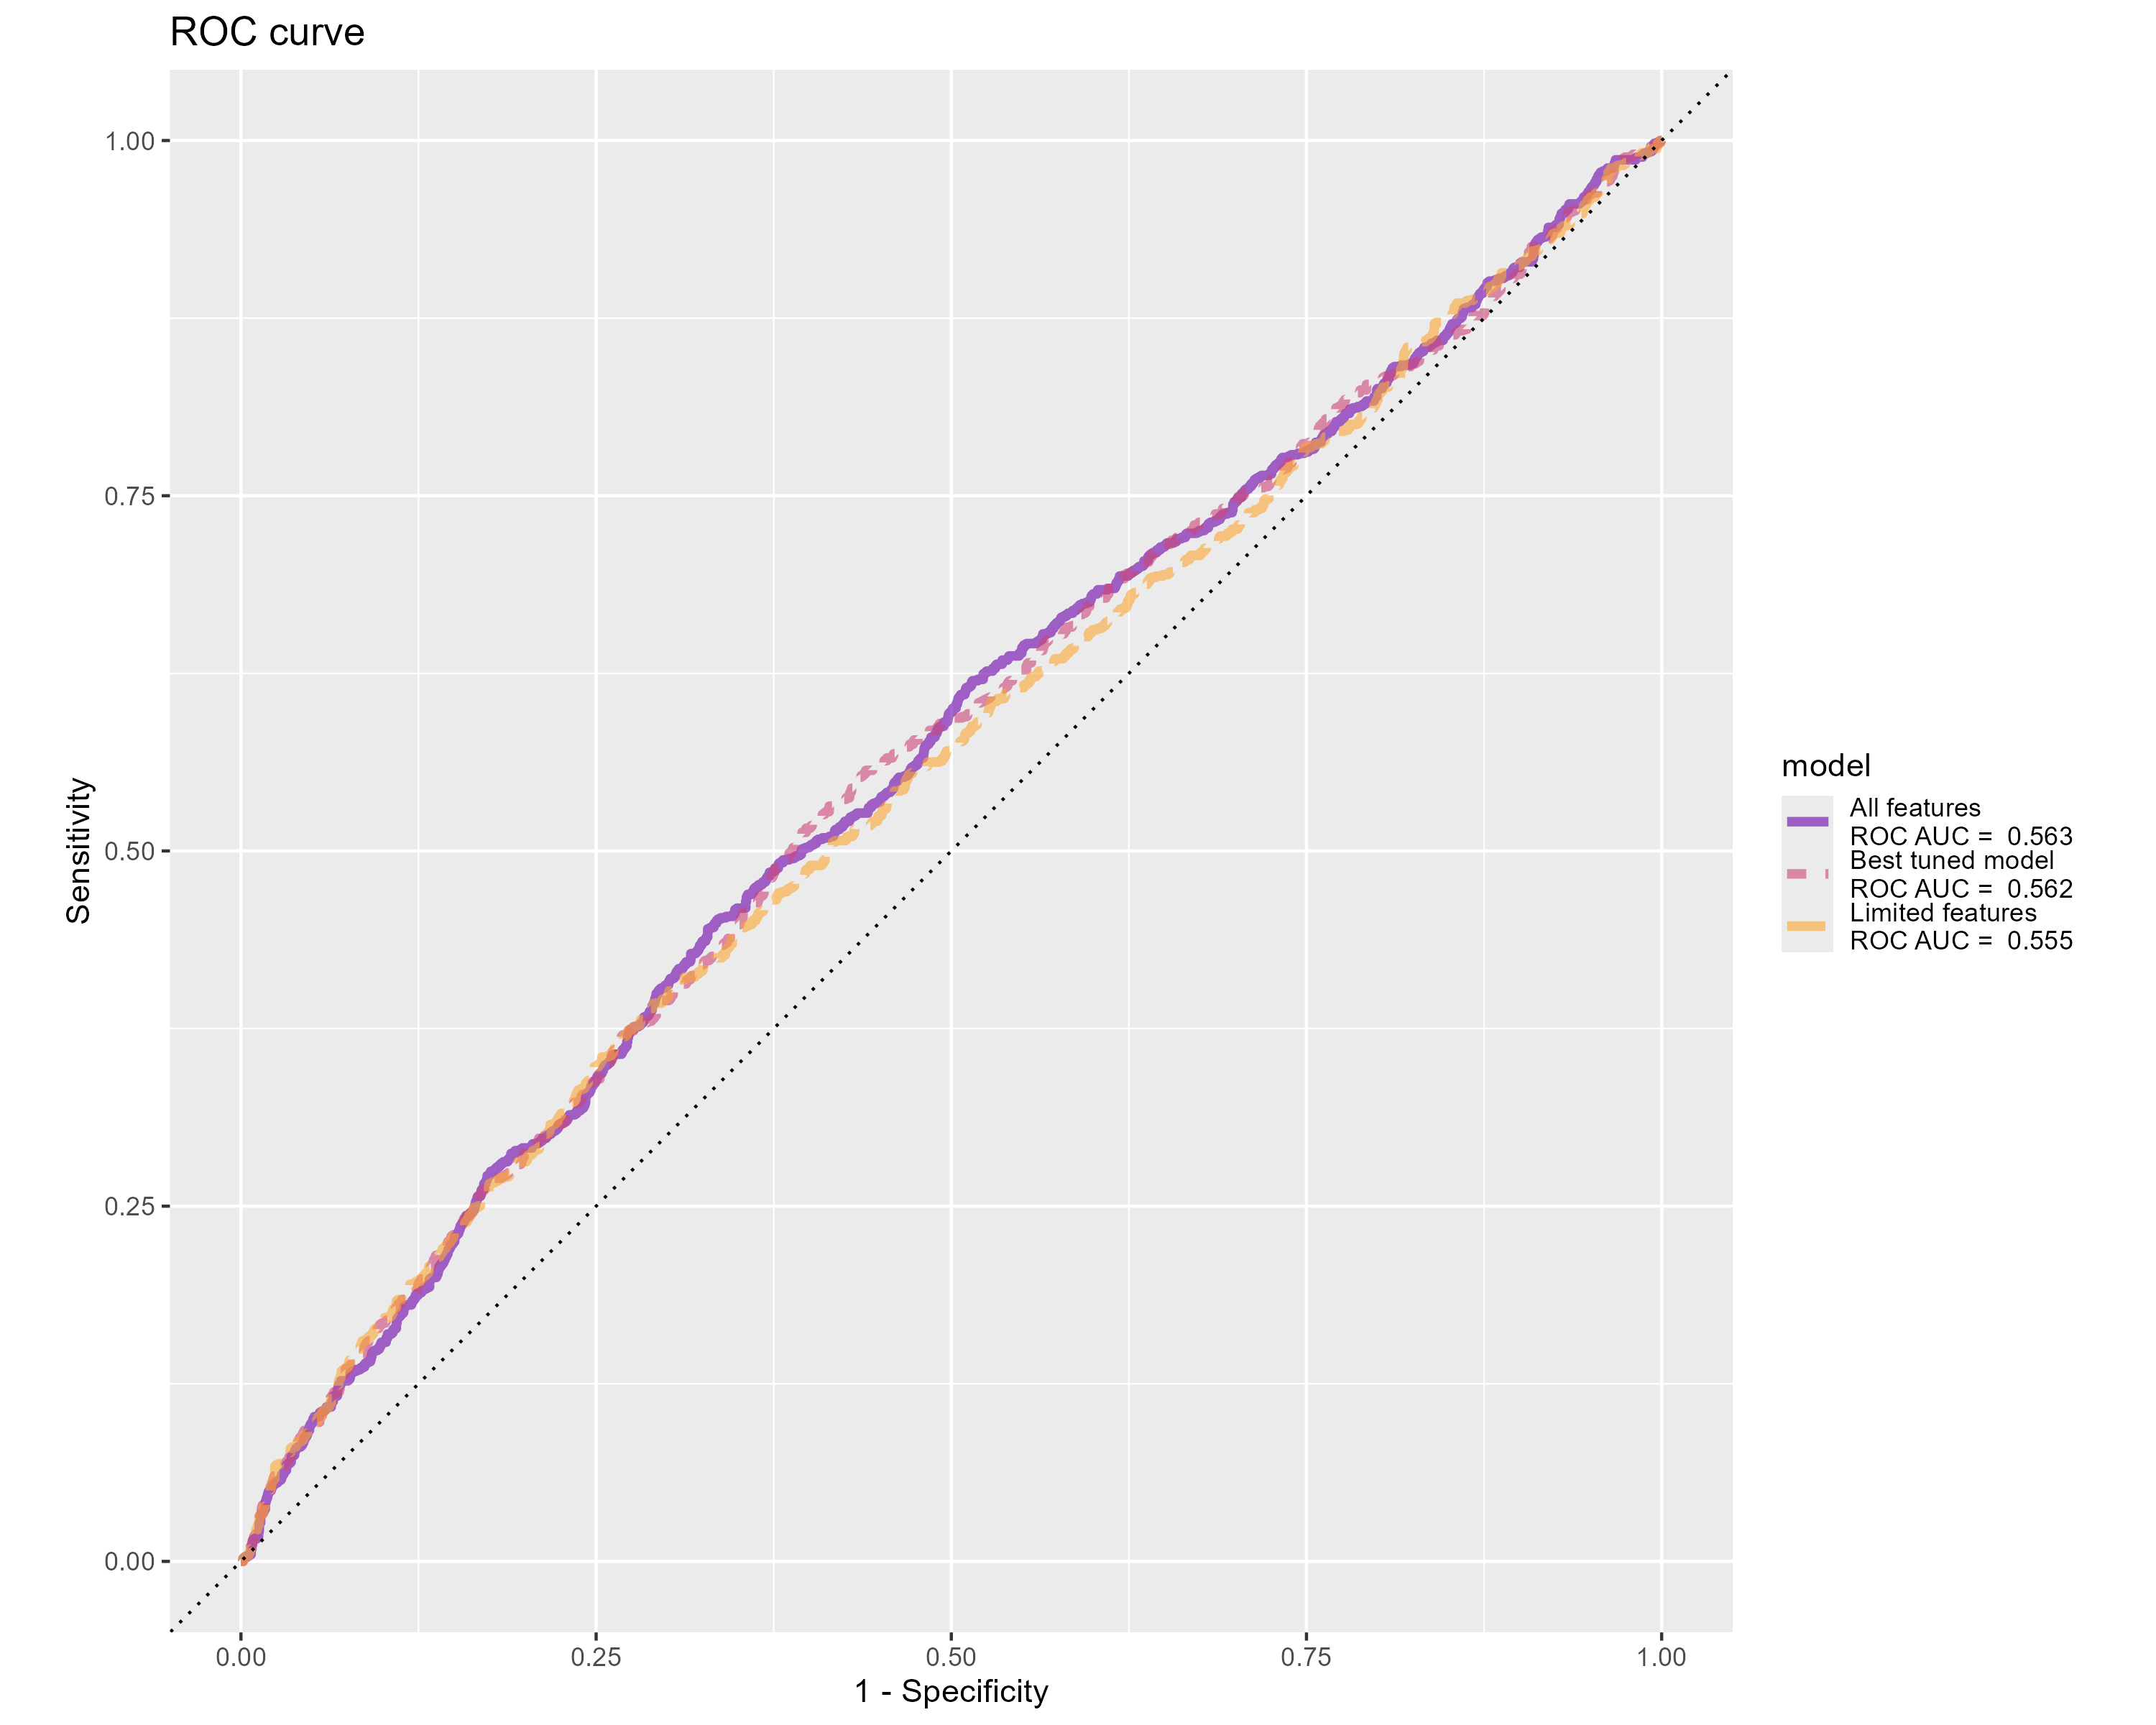 ROC curve
1.00
0.75
0.50
0.25
0.00
Sensitivity
0.00
0.25
0.50
0.75
1.00
1 - Specificity
model
All features
ROC AUC = 0.563
Best tuned model
ROC AUC = 0.562
Limited features
ROC AUC = 0.555